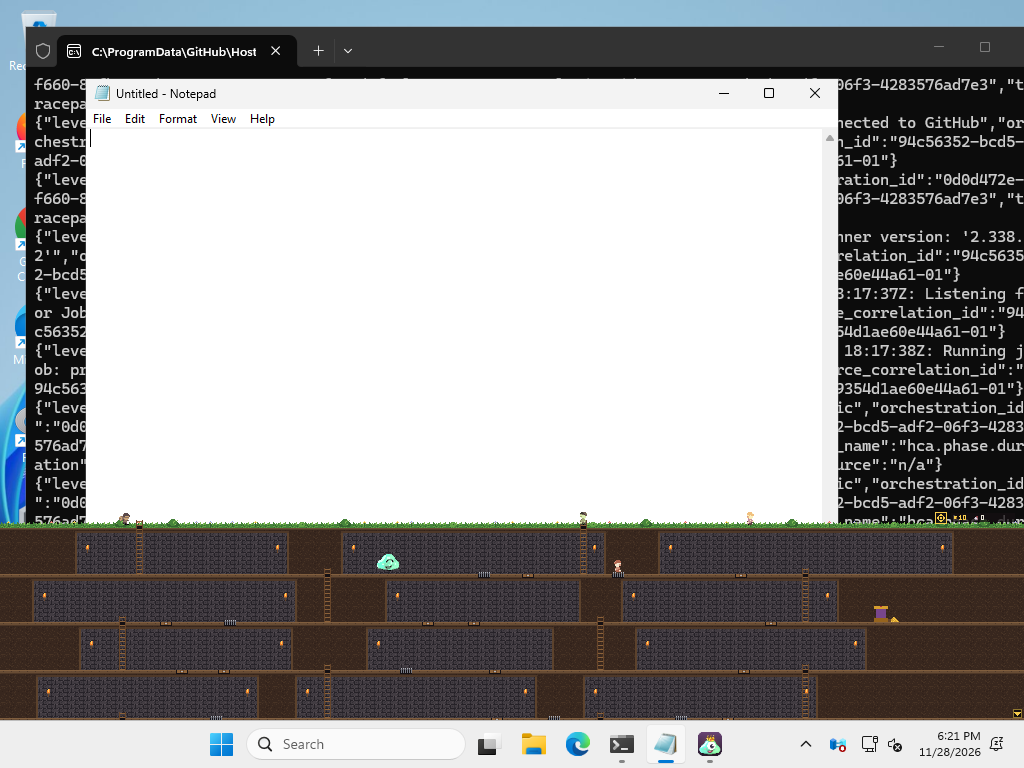 Rec
C:\ProgramData\GitHub\Host
Untitled - Notepad
File Edit Format View Help
f660-8
06f3-4283576ad7e3","t
racepa
{"leve
nected to GitHub","or
chestr
n_id":"94c56352-bcd5-
adf2-0
61-01"}
{"leve
ration_id":"0d0d472e-
f660-8
06f3-4283576ad7e3","t
racepa
{"leve
nner version: '2.338.
2'","o
relation_id":"94c5635
2-bcd5
e60e44a61-01"}
{"leve
8:17:37Z: Listening f
or Job
e_correlation_id":"94
c56352
54d1ae60e44a61-01"}
{"leve
18:17:38Z: Running j
ob: pr
rce_correlation_id":"
94c563
9354d1ae60e44a61-01"}
{"leve
ic","orchestration_id
":"0d0
2-bcd5-adf2-06f3-4283
576ad7
_name":"hca.phase.dur
ation"
urce":"n/a"}
{"leve
ic","orchestration_id
":"0d0
2-bcd5-adf2-06f3-4283
576ad7
Search
6:21 PM
11/28/2026